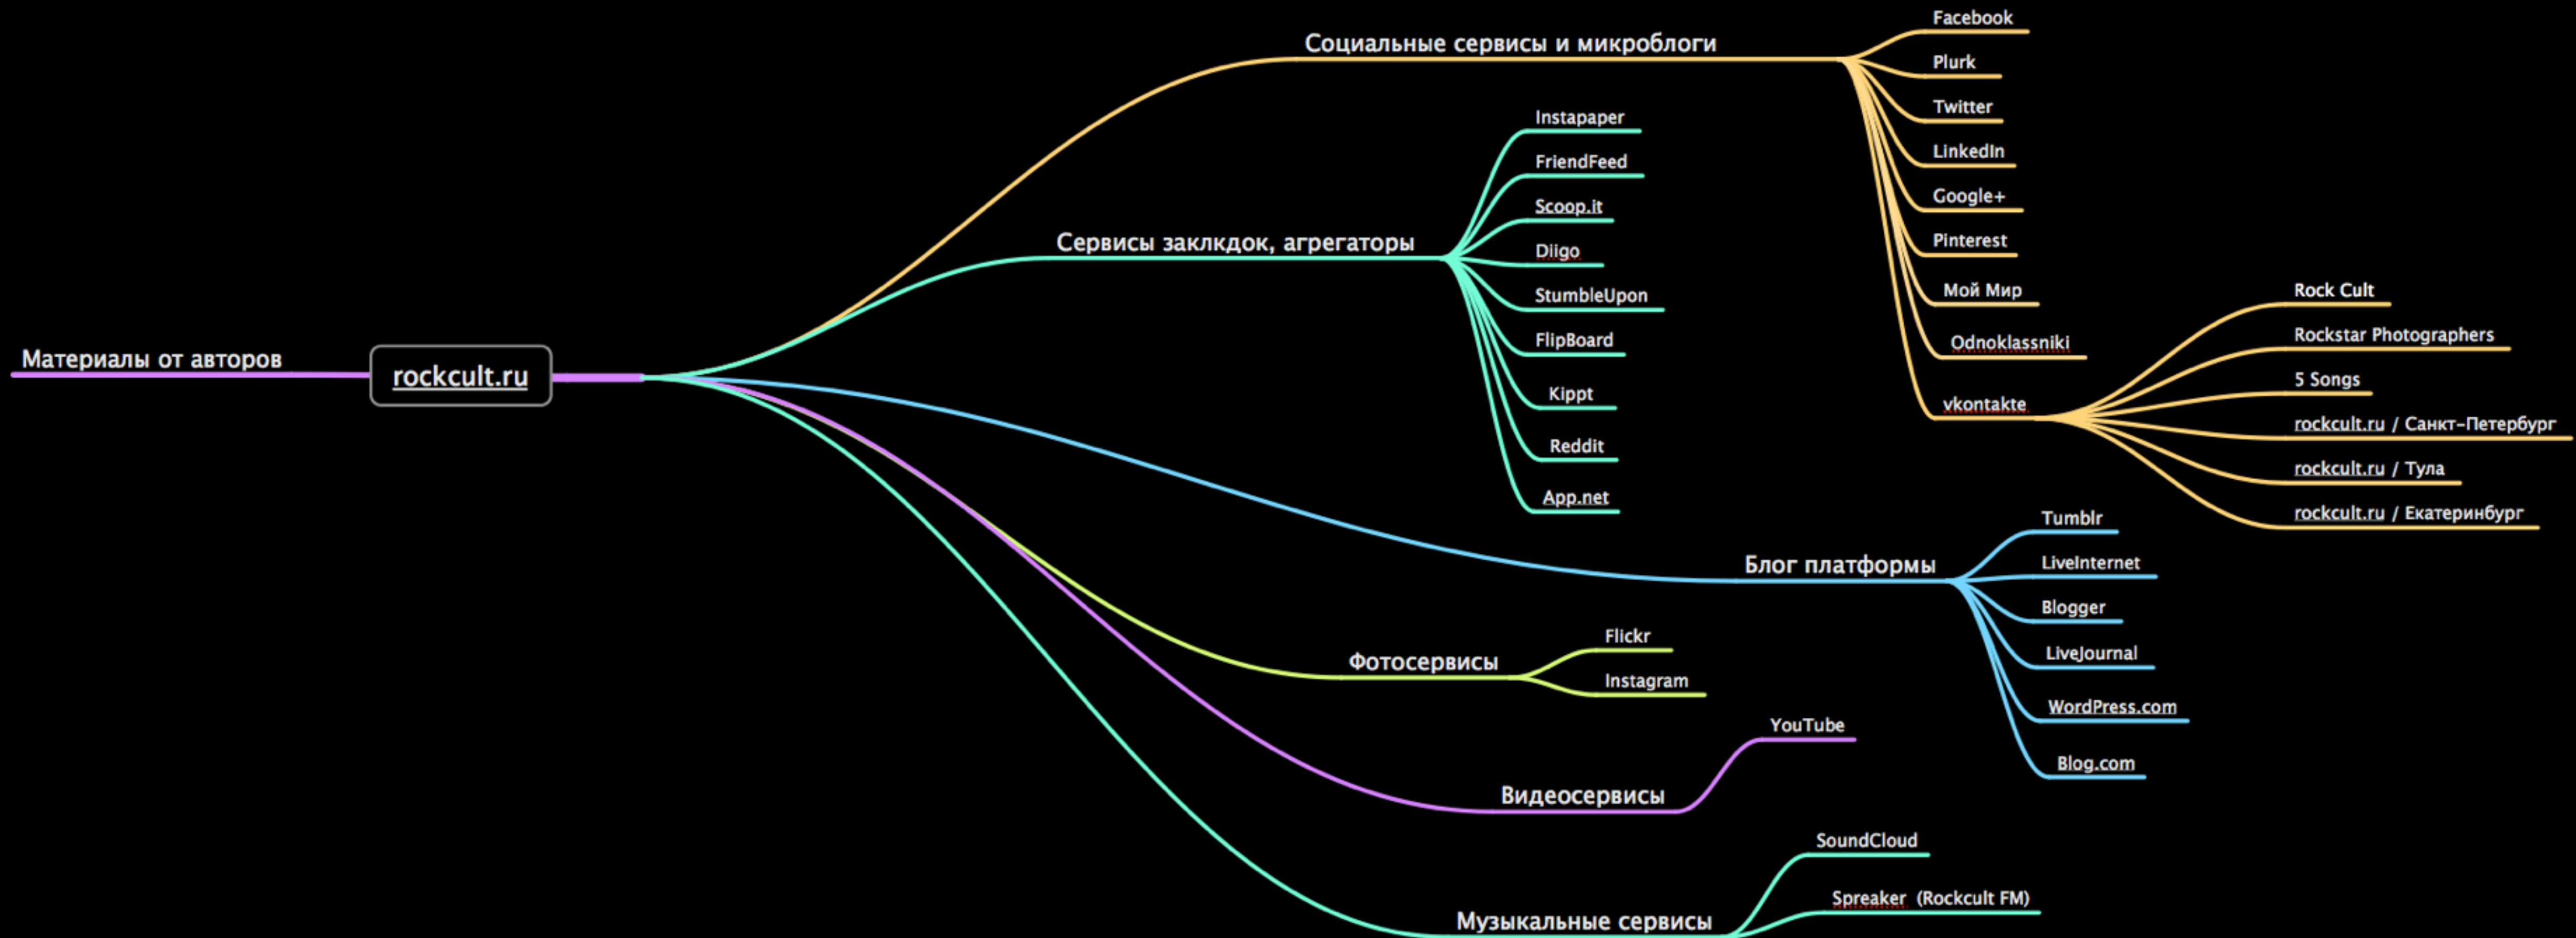 Материалы от авторов
rockcult.ru
Социальные сервисы и микроблоги
Facebook
Plurk
Twitter
LinkedIn
Google+
Pinterest
Мой Мир
Odnoklassniki
vkontakte
Rock Cult
Rockstar Photographers
5 Songs
rockcult.ru / Санкт-Петербург
rockcult.ru / Тула
rockcult.ru / Екатеринбург
Сервисы заклкдок, агрегаторы
Instapaper
FriendFeed
Scoop.it
Diigo
StumbleUpon
FlipBoard
Kippt
Reddit
App.net
Блог платформы
Tumblr
LiveInternet
Blogger
LiveJournal
WordPress.com
Blog.com
Фотосервисы
Flickr
Instagram
Видеосервисы
YouTube
Музыкальные сервисы
SoundCloud
Spreaker (Rockcult FM)